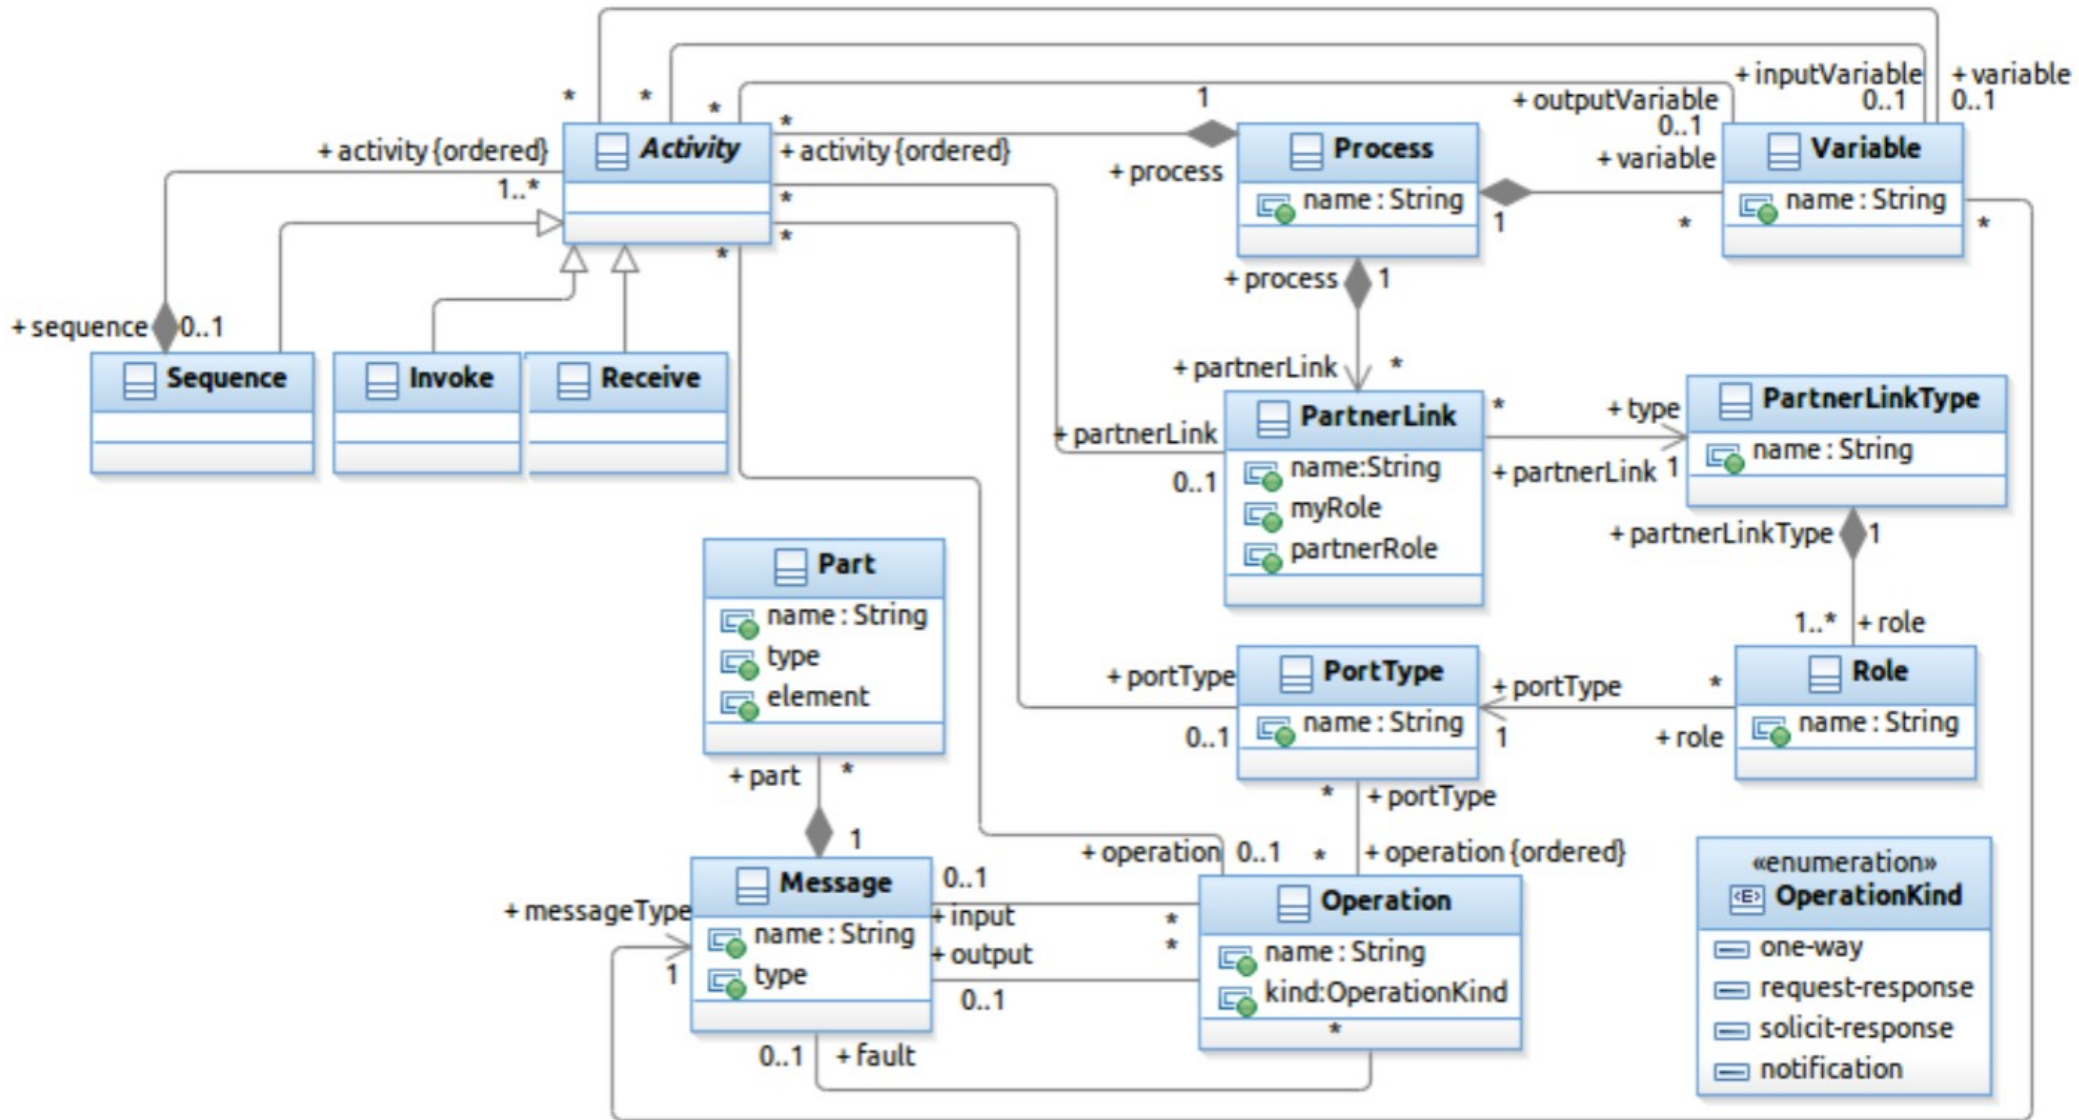 * * * 1 + inputVariable + variable
+ outputVariable 0..1 0..1
0..1
+ activity {ordered} Activity * Process + variable Variable
+ activity {ordered}
1..* + process
* name : String name : String
* 1 * *
*
+ process 1
+ sequence 0..1
+ partnerLink *
Sequence Invoke Receive
PartnerLink * + type PartnerLinkType
+ partnerLink name : String
0..1 name:String + partnerLink 1
myRole
partnerRole
+ partnerLinkType 1
Part
name : String 1..* + role
type
element
+ portType PortType + portType * Role
0..1 name : String 1 + role name : String
+ part *
* + portType
1
+ operation 0..1 * + operation {ordered}
Message 0..1 Operation
+ messageType + input *
name : String + output * name : String
1 type 0..1 kind:OperationKind
*
0..1 + fault
«enumeration»
<E> OperationKind
one-way
request-response
solicit-response
notification